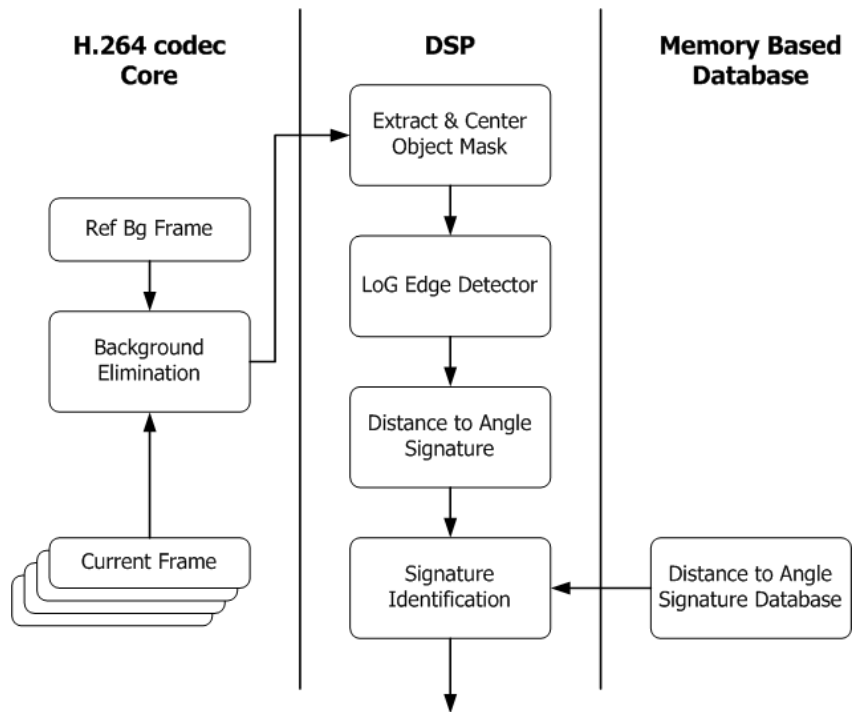 H.264 codec
Core
DSP
Memory Based
Database
Extract & Center
Object Mask
Ref Bg Frame
LoG Edge Detector
Background
Elimination
Distance to Angle
Signature
Current Frame
Signature
Identification
Distance to Angle
Signature Database